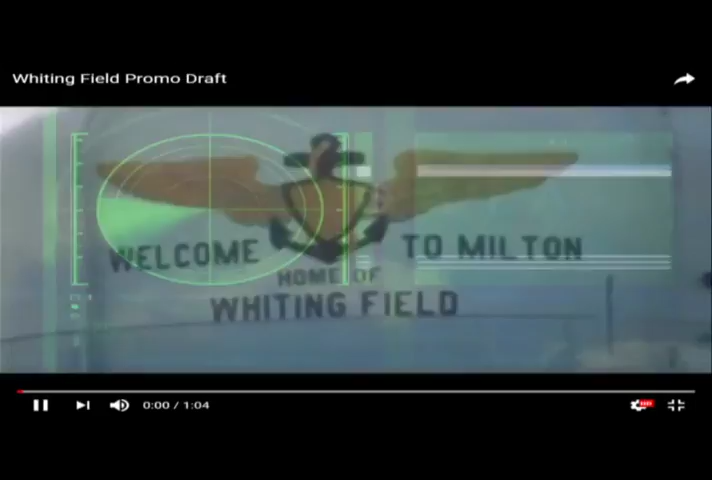 Whiting Field Promo Draft
WELCOME TO MILTON
HOME OF
WHITING FIELD
0:00 / 1:04